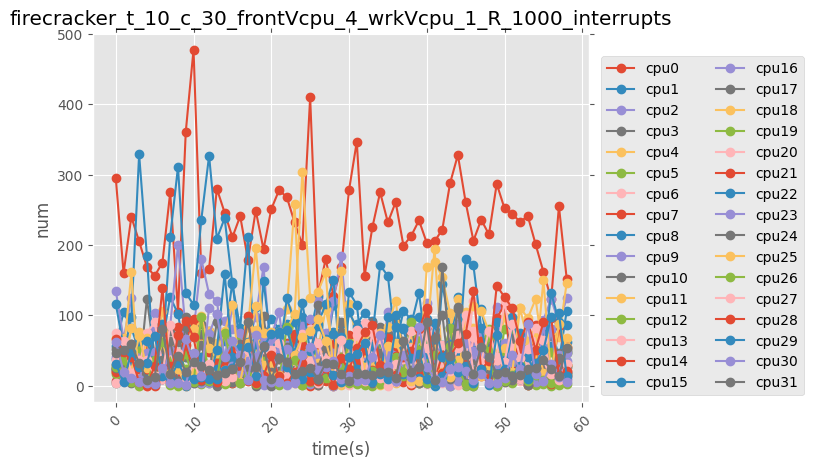 firecracker_t_10_c_30_frontVcpu_4_wrkVcpu_1_R_1000_interrupts
500
400
300
200
100
0
num
0
10
20
30
40
50
60
time(s)
cpu0
cpu1
cpu2
cpu3
cpu4
cpu5
cpu6
cpu7
cpu8
cpu9
cpu10
cpu11
cpu12
cpu13
cpu14
cpu15
cpu16
cpu17
cpu18
cpu19
cpu20
cpu21
cpu22
cpu23
cpu24
cpu25
cpu26
cpu27
cpu28
cpu29
cpu30
cpu31